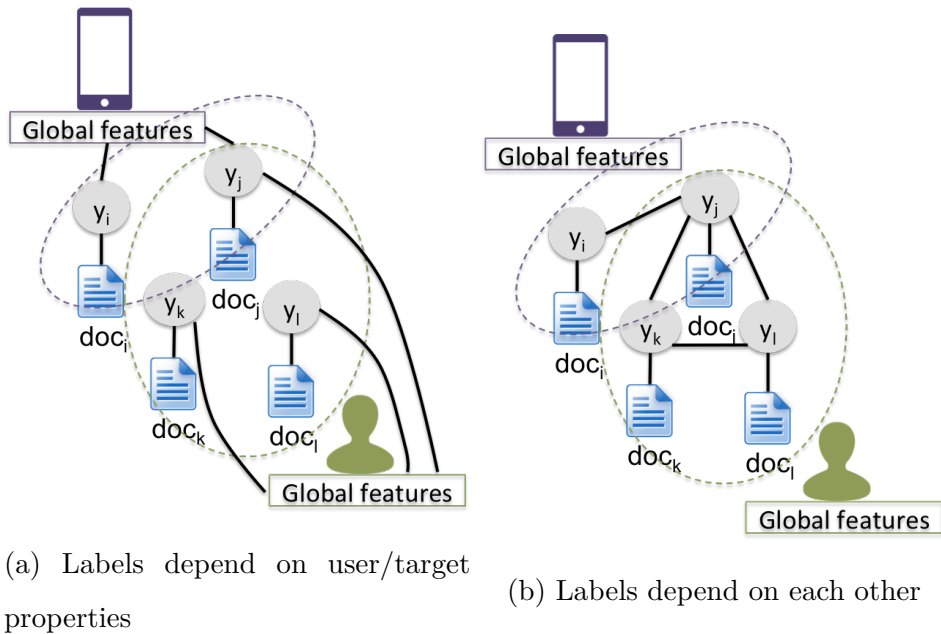 Global features
y_j
y_i
doc_i
doc_j
y_k
y_l
doc_k
doc_l
Global features
(a) Labels depend on user/target
properties
Global features
y_j
y_i
doc_j
y_k
y_l
doc_i
doc_k
doc_l
Global features
(b) Labels depend on each other